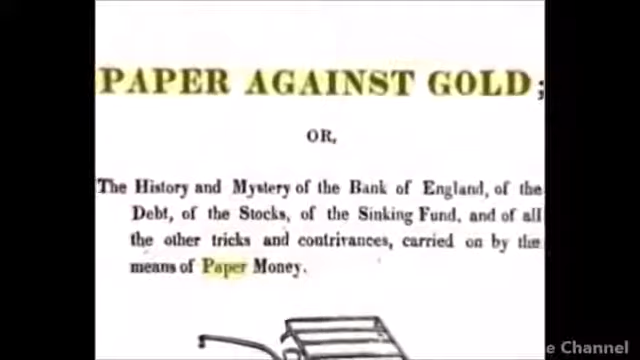 PAPER AGAINST GOLD;
OR,
The History and Mystery of the Bank of England, of the
Debt, of the Stocks, of the Sinking Fund, and of all
the other tricks and contrivances, carried on by the
means of Paper Money.
e Channel